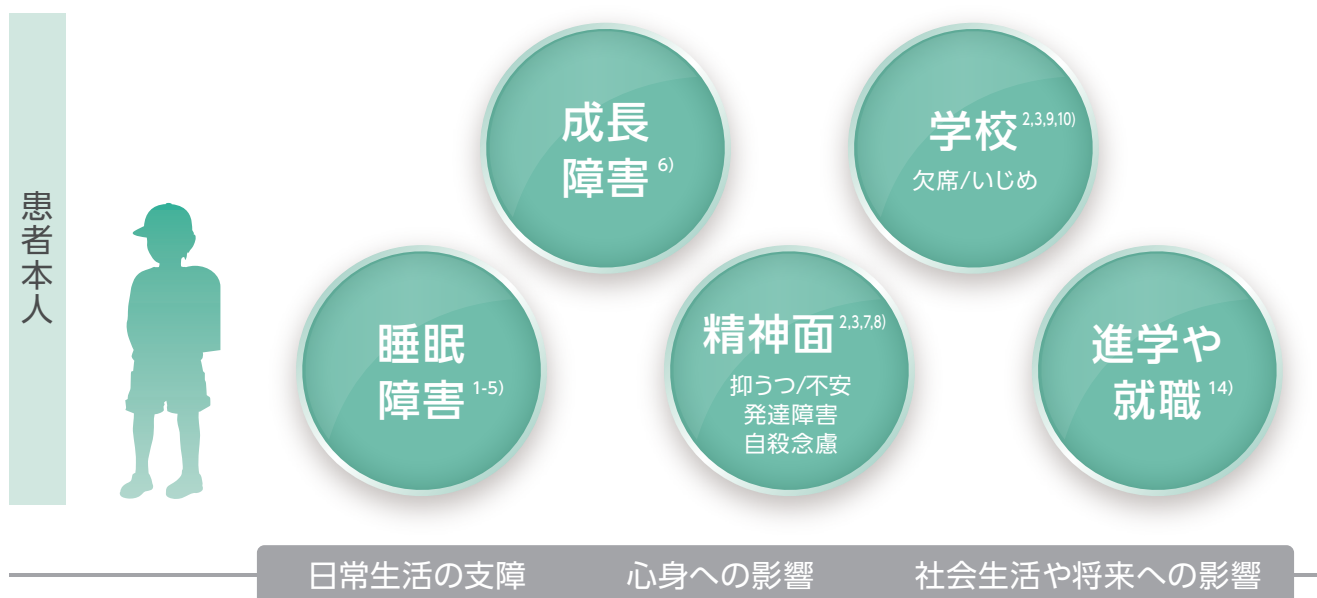 患者本人
成長
障害 6)
学校 2,3,9,10)
欠席/いじめ
睡眠
障害 1-5)
精神面 2,3,7,8)
抑うつ/不安
発達障害
自殺念慮
進学や
就職 14)
日常生活の支障 心身への影響 社会生活や将来への影響